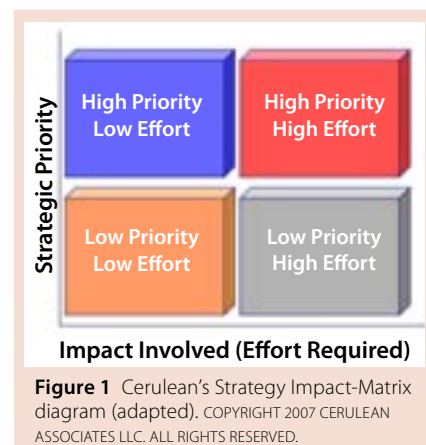 Strategic Priority
High Priority
Low Effort
High Priority
High Effort
Low Priority
Low Effort
Low Priority
High Effort
Impact Involved (Effort Required)
Figure 1 Cerulean's Strategy Impact-Matrix
diagram (adapted). COPYRIGHT 2007 CERULEAN
ASSOCIATES LLC. ALL RIGHTS RESERVED.